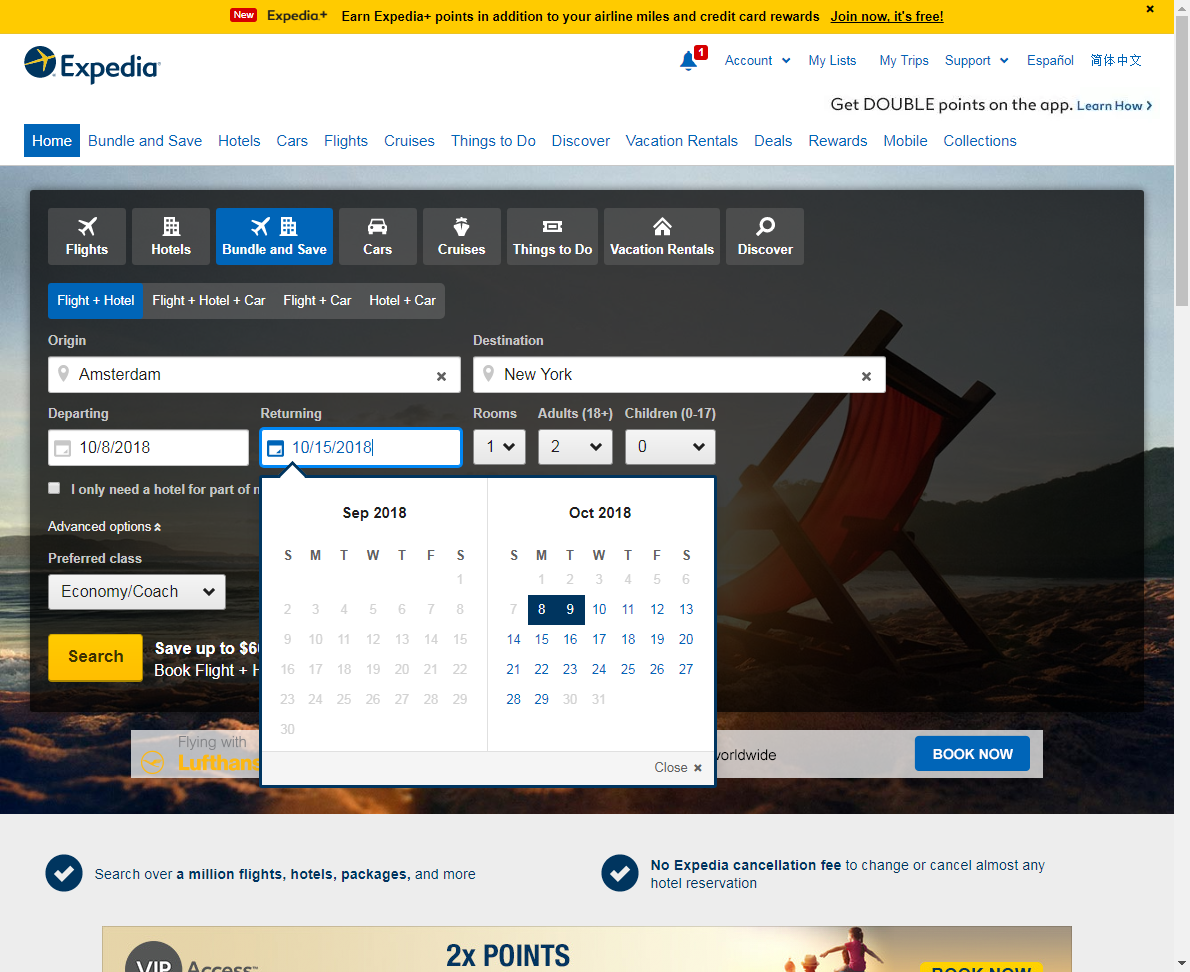 New Expedia+ Earn Expedia+ points in addition to your airline miles and credit card rewards Join now, it's free!
Expedia
1 Account My Lists My Trips Support Español 简体中文
Get DOUBLE points on the app. Learn How
Home Bundle and Save Hotels Cars Flights Cruises Things to Do Discover Vacation Rentals Deals Rewards Mobile Collections
Flights Hotels Bundle and Save Cars Cruises Things to Do Vacation Rentals Discover
Flight + Hotel Flight + Hotel + Car Flight + Car Hotel + Car
Origin Destination
Amsterdam New York
Departing Returning Rooms Adults (18+) Children (0-17)
10/8/2018 10/15/2018 1 2 0
I only need a hotel for part of
Advanced options
Preferred class
Economy/Coach
Search
Save up to $6
Book Flight +
Sep 2018
S M T W T F S
1
2 3 4 5 6 7 8
9 10 11 12 13 14 15
16 17 18 19 20 21 22
23 24 25 26 27 28 29
30
Oct 2018
S M T W T F S
1 2 3 4 5 6
7 8 9 10 11 12 13
14 15 16 17 18 19 20
21 22 23 24 25 26 27
28 29 30 31
Close
Flying with
Lufthans
worldwide BOOK NOW
Search over a million flights, hotels, packages, and more
No Expedia cancellation fee to change or cancel almost any
hotel reservation
VIP Access
2x POINTS
BOOK NOW